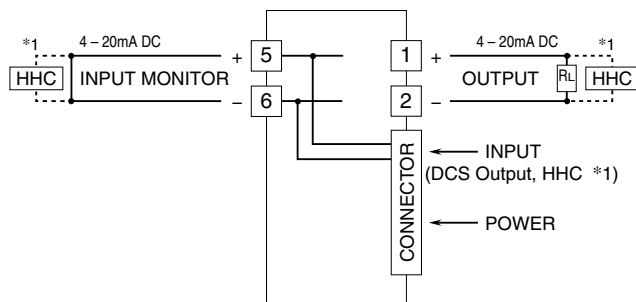 *1
4 – 20mA DC
+
5
1
+
4 – 20mA DC
*1
HHC
INPUT MONITOR
OUTPUT
RL
HHC
–
6
2
–
CONNECTOR
INPUT
(DCS Output, HHC *1)
POWER